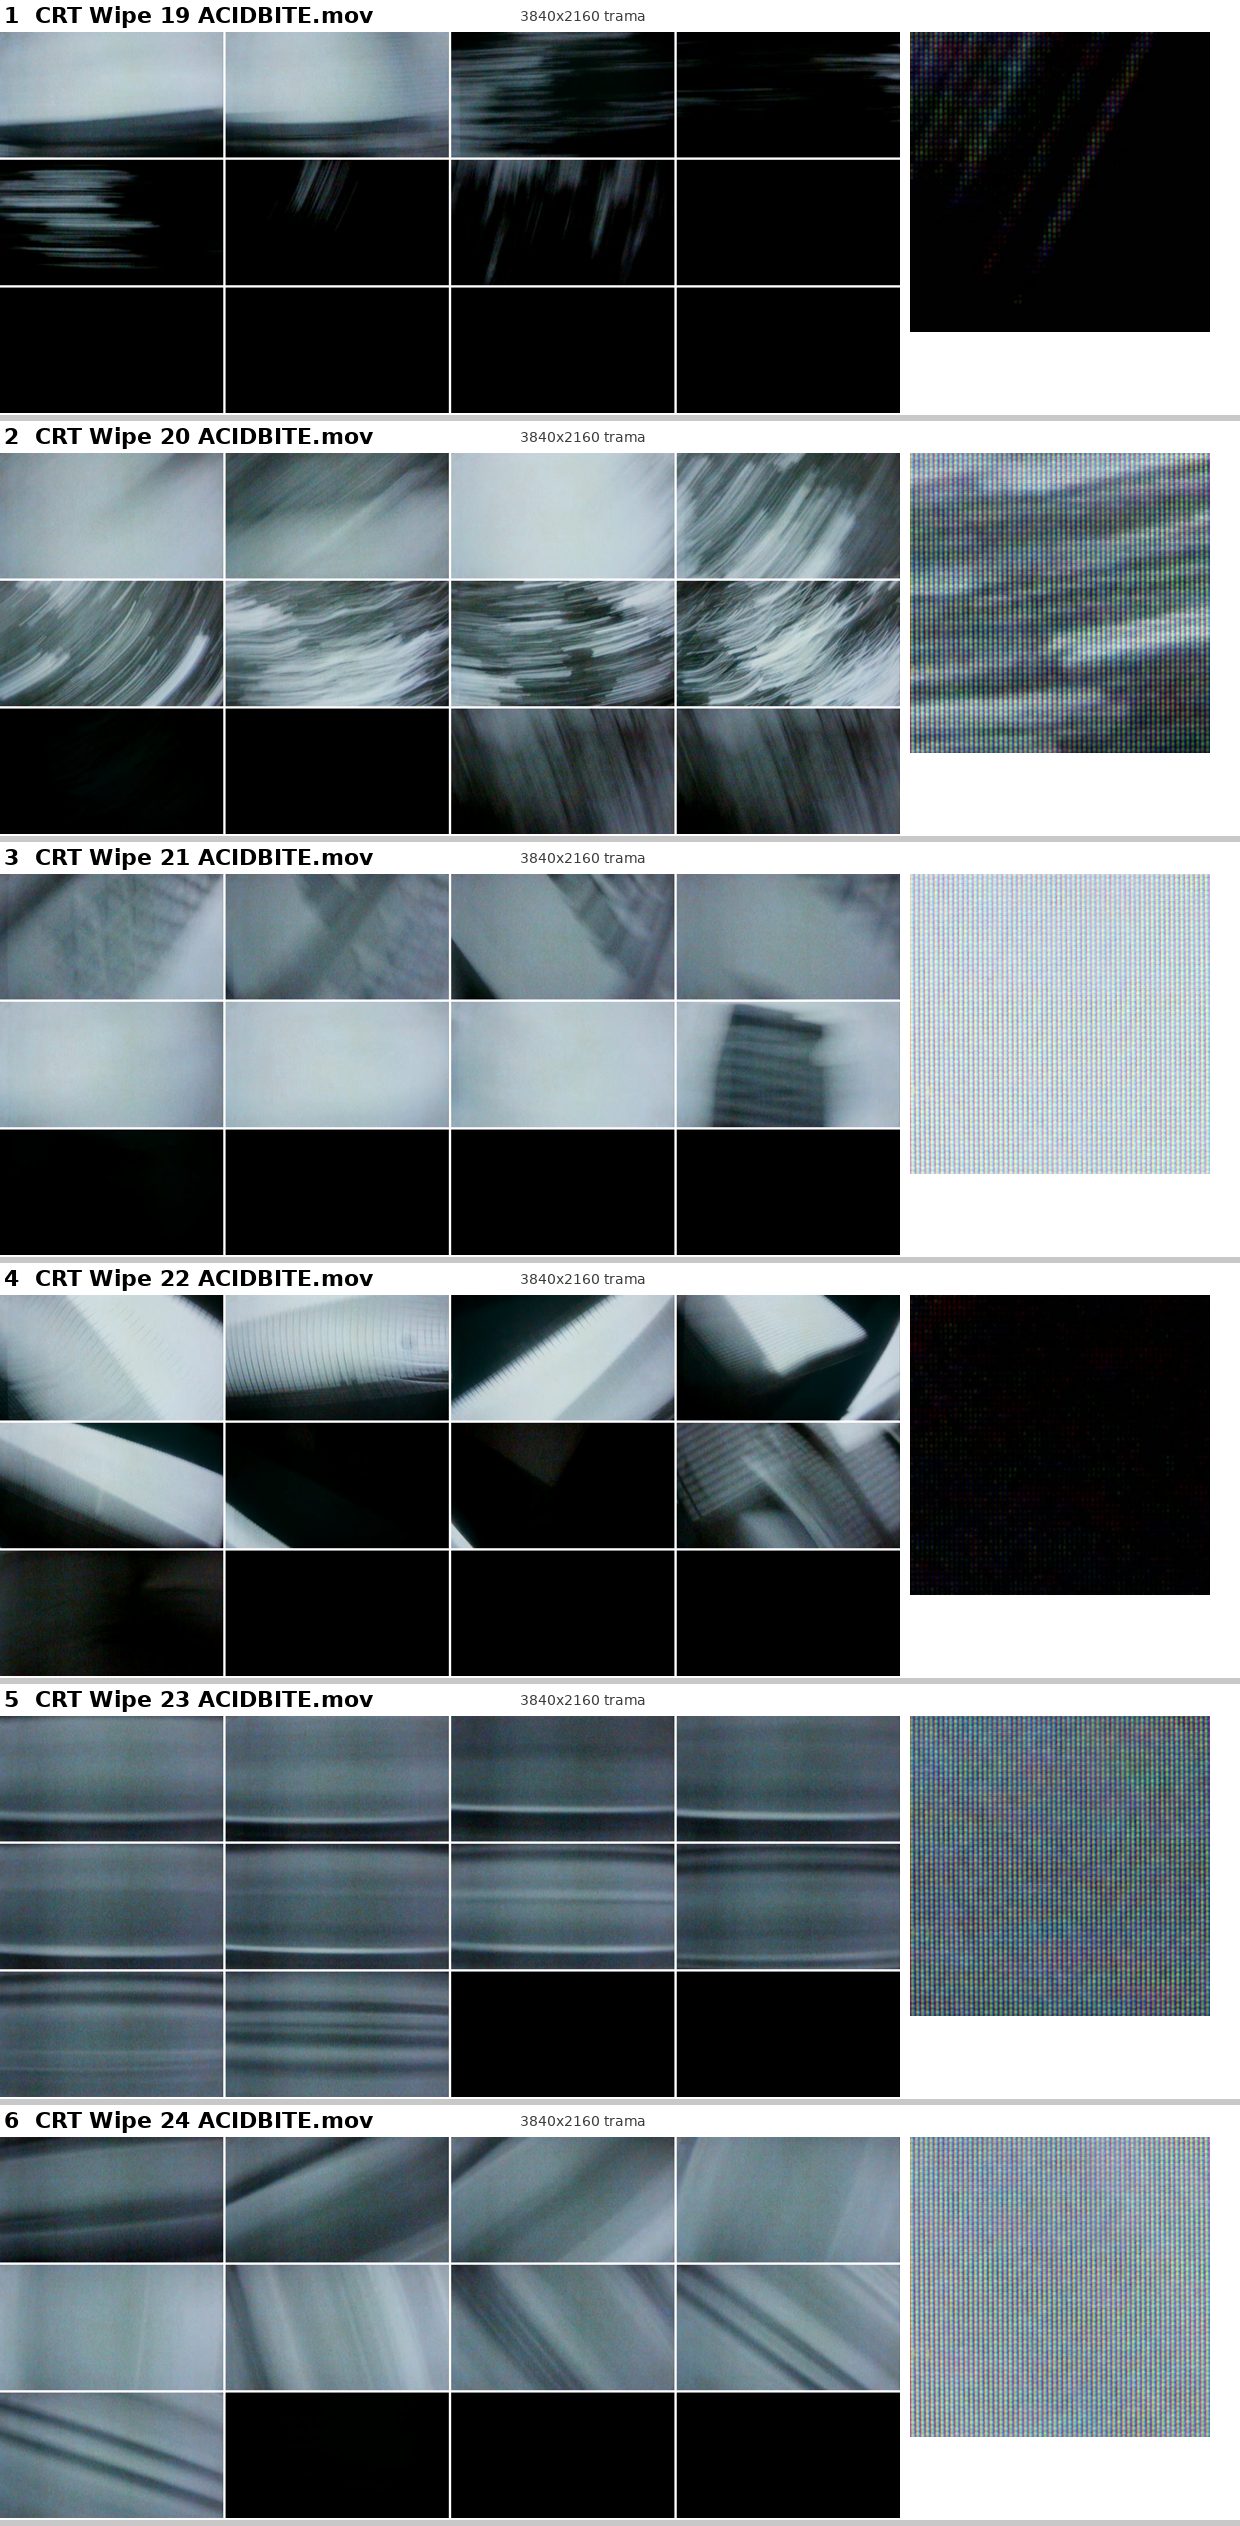 1 CRT Wipe 19 ACIDBITE.mov 3840x2160 trama
2 CRT Wipe 20 ACIDBITE.mov 3840x2160 trama
3 CRT Wipe 21 ACIDBITE.mov 3840x2160 trama
4 CRT Wipe 22 ACIDBITE.mov 3840x2160 trama
5 CRT Wipe 23 ACIDBITE.mov 3840x2160 trama
6 CRT Wipe 24 ACIDBITE.mov 3840x2160 trama